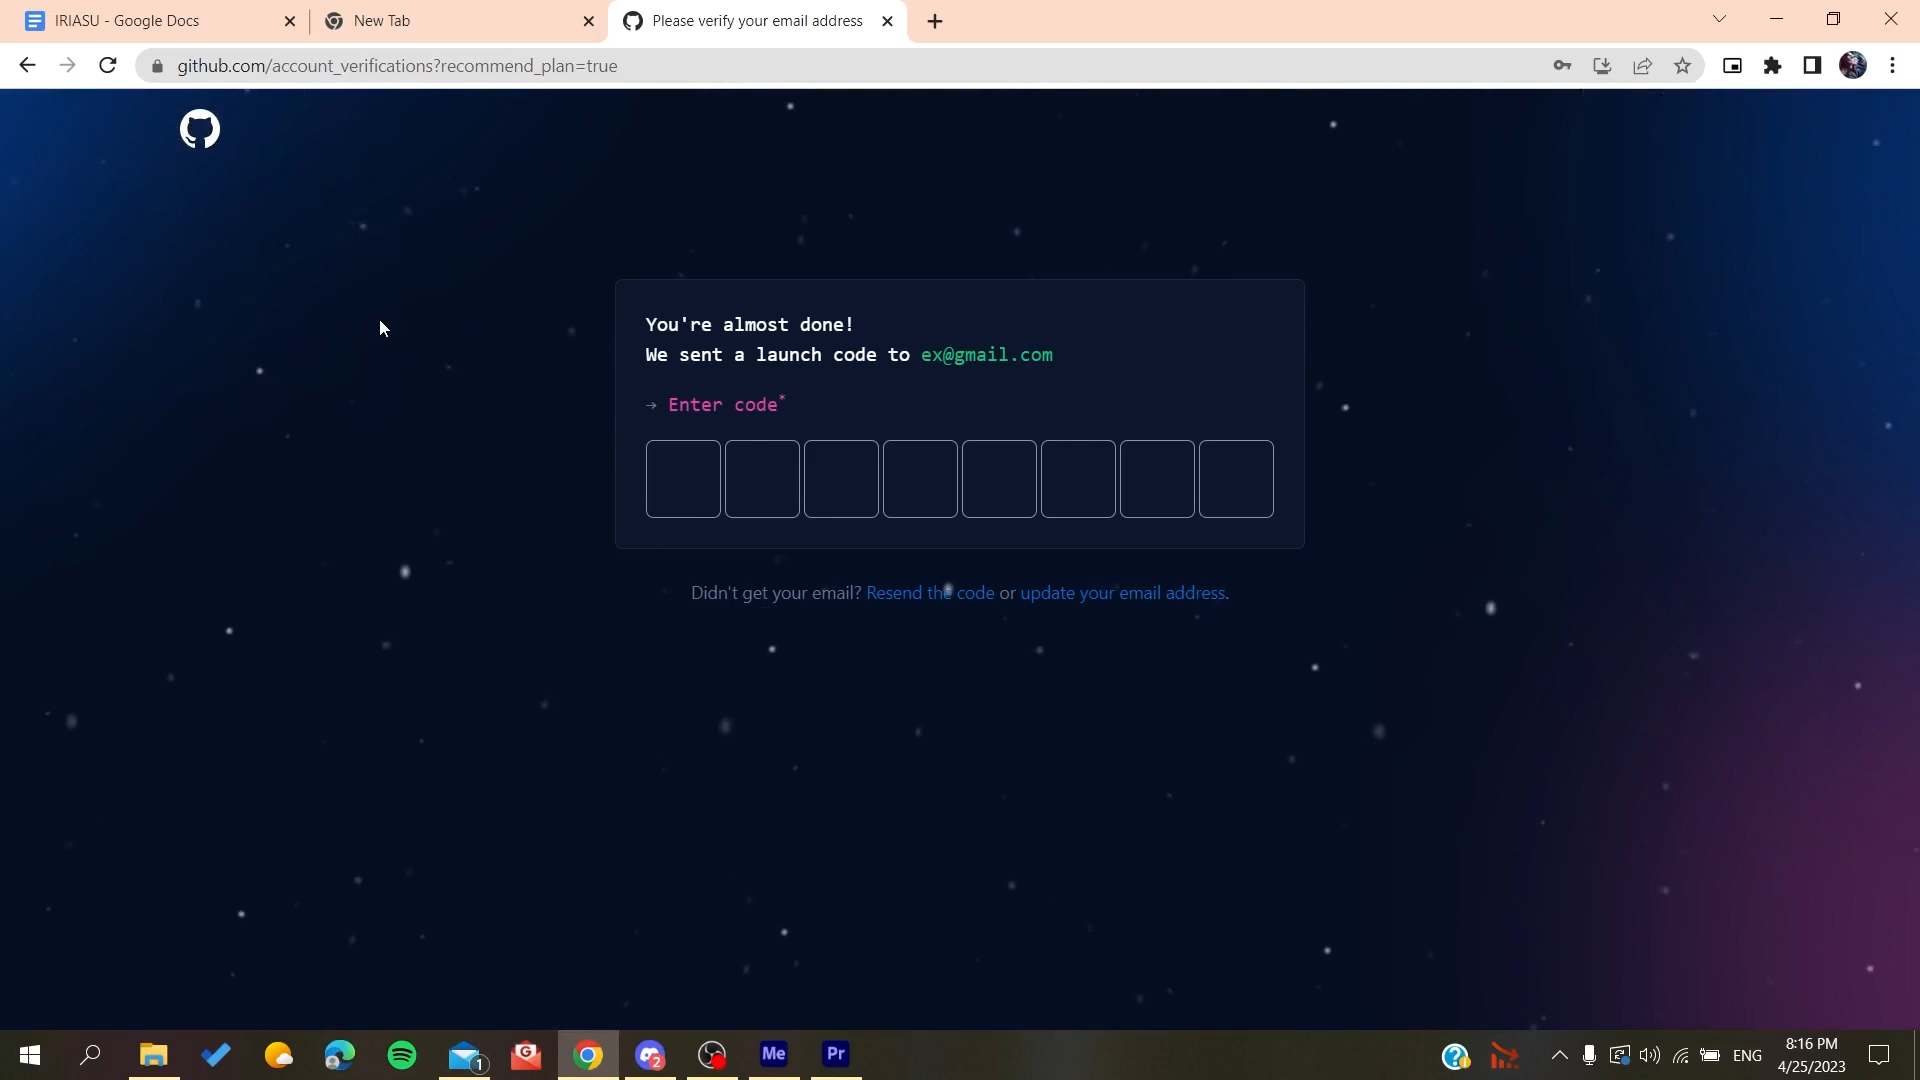 IRIASU - Google Docs
New Tab
Please verify your email address
github.com/account_verifications?recommend_plan=true
You're almost done!
We sent a launch code to ex@gmail.com
→ Enter code*
Didn't get your email? Resend the code or update your email address.
1
2
Me
Pr
ENG
8:16 PM
4/25/2023